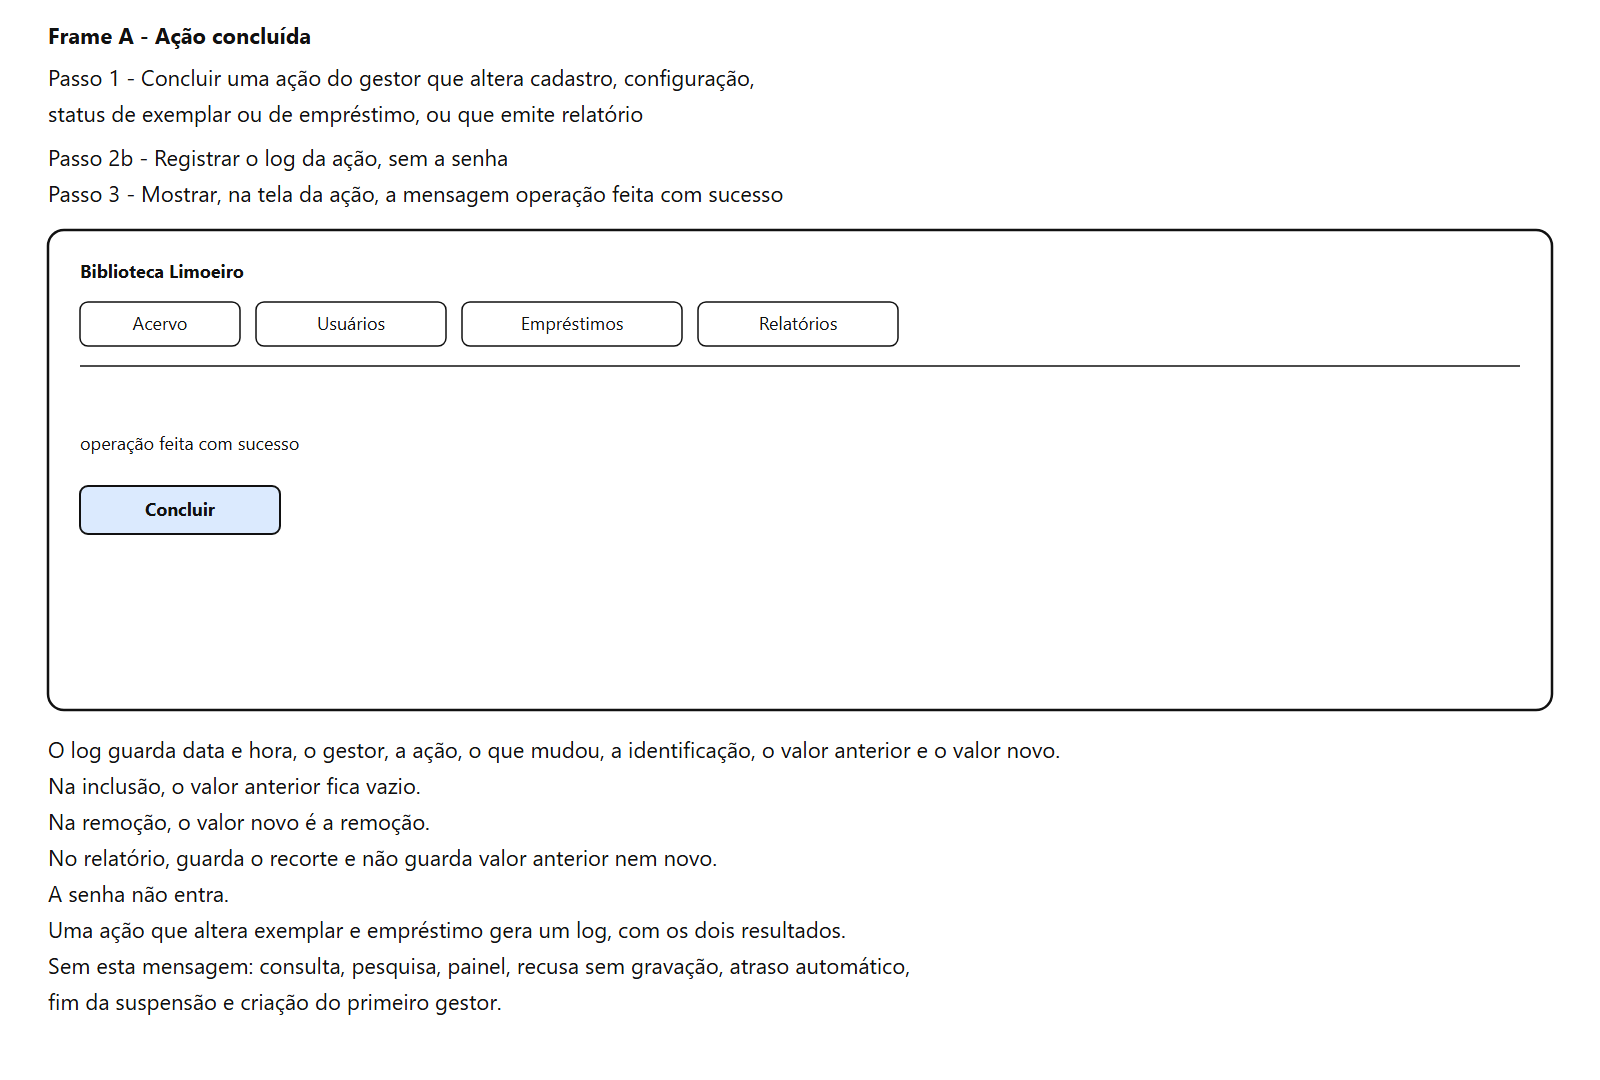 Frame A - Ação concluída
Passo 1 - Concluir uma ação do gestor que altera cadastro, configuração,
status de exemplar ou de empréstimo, ou que emite relatório
Passo 2b - Registrar o log da ação, sem a senha
Passo 3 - Mostrar, na tela da ação, a mensagem operação feita com sucesso
Biblioteca Limoeiro
Acervo
Usuários
Empréstimos
Relatórios
operação feita com sucesso
Concluir
O log guarda data e hora, o gestor, a ação, o que mudou, a identificação, o valor anterior e o valor novo.
Na inclusão, o valor anterior fica vazio.
Na remoção, o valor novo é a remoção.
No relatório, guarda o recorte e não guarda valor anterior nem novo.
A senha não entra.
Uma ação que altera exemplar e empréstimo gera um log, com os dois resultados.
Sem esta mensagem: consulta, pesquisa, painel, recusa sem gravação, atraso automático,
fim da suspensão e criação do primeiro gestor.